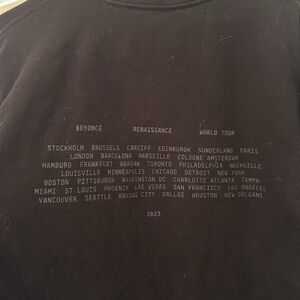 BEYONCÉ RENAISSANCE WORLD TOUR
STOCKHOLM BRUSSELS CARDIFF EDINBURGH SUNDERLAND PARIS
LONDON BARCELONA MARSEILLE COLOGNE AMSTERDAM
HAMBURG FRANKFURT WARSAW TORONTO PHILADELPHIA NASHVILLE
LOUISVILLE MINNEAPOLIS CHICAGO DETROIT NEW YORK
BOSTON PITTSBURGH WASHINGTON DC CHARLOTTE ATLANTA TAMPA
MIAMI ST.LOUIS PHOENIX LAS VEGAS SAN FRANCISCO LOS ANGELES
VANCOUVER SEATTLE KANSAS CITY DALLAS HOUSTON NEW ORLEANS
2023